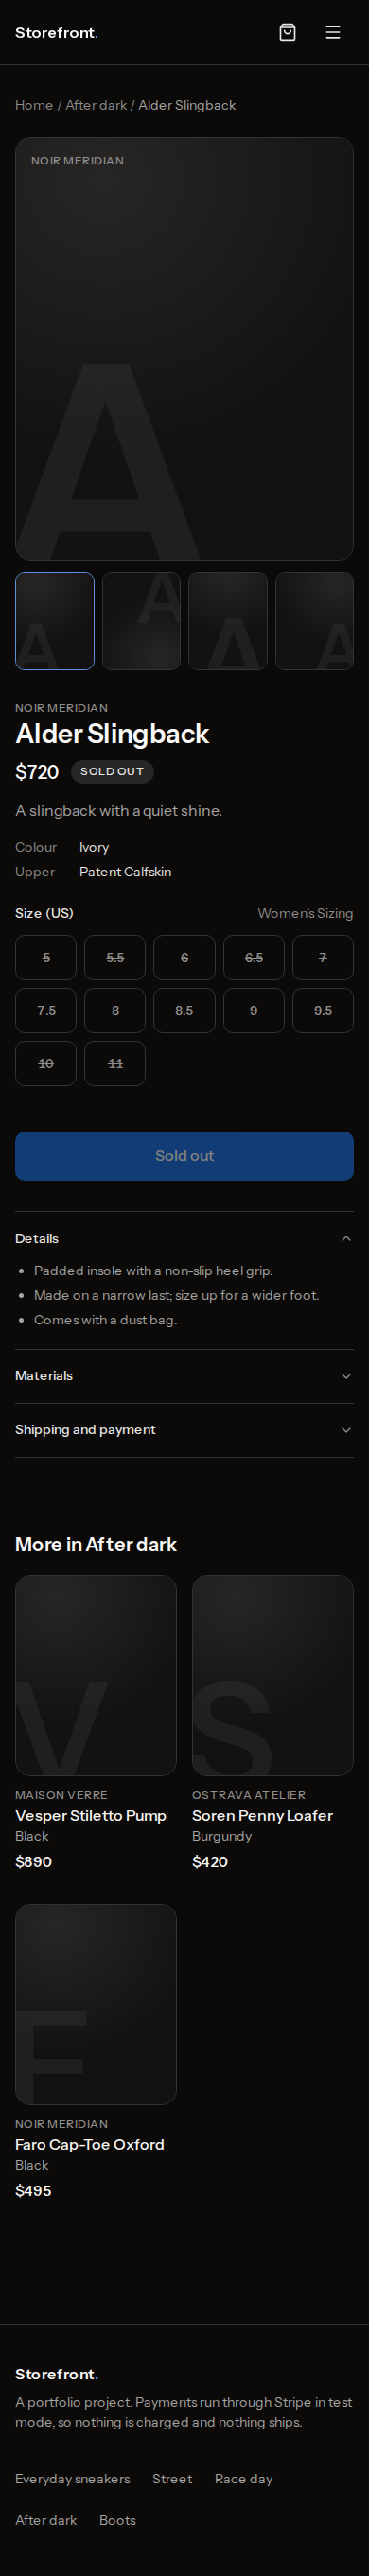 Storefront.
Home / After dark / Alder Slingback
NOIR MERIDIAN
A
A
A
A
A
NOIR MERIDIAN
Alder Slingback
$720 SOLD OUT
A slingback with a quiet shine.
Colour Ivory
Upper Patent Calfskin
Size (US) Women's Sizing
5 5.5 6 6.5 7
7.5 8 8.5 9 9.5
10 11
Sold out
Details
Padded insole with a non-slip heel grip.
Made on a narrow last; size up for a wider foot.
Comes with a dust bag.
Materials
Shipping and payment
More in After dark
V
MAISON VERRE
Vesper Stiletto Pump
Black
$890
S
OSTRAVA ATELIER
Soren Penny Loafer
Burgundy
$420
F
NOIR MERIDIAN
Faro Cap-Toe Oxford
Black
$495
Storefront.
A portfolio project. Payments run through Stripe in test
mode, so nothing is charged and nothing ships.
Everyday sneakers Street Race day
After dark Boots